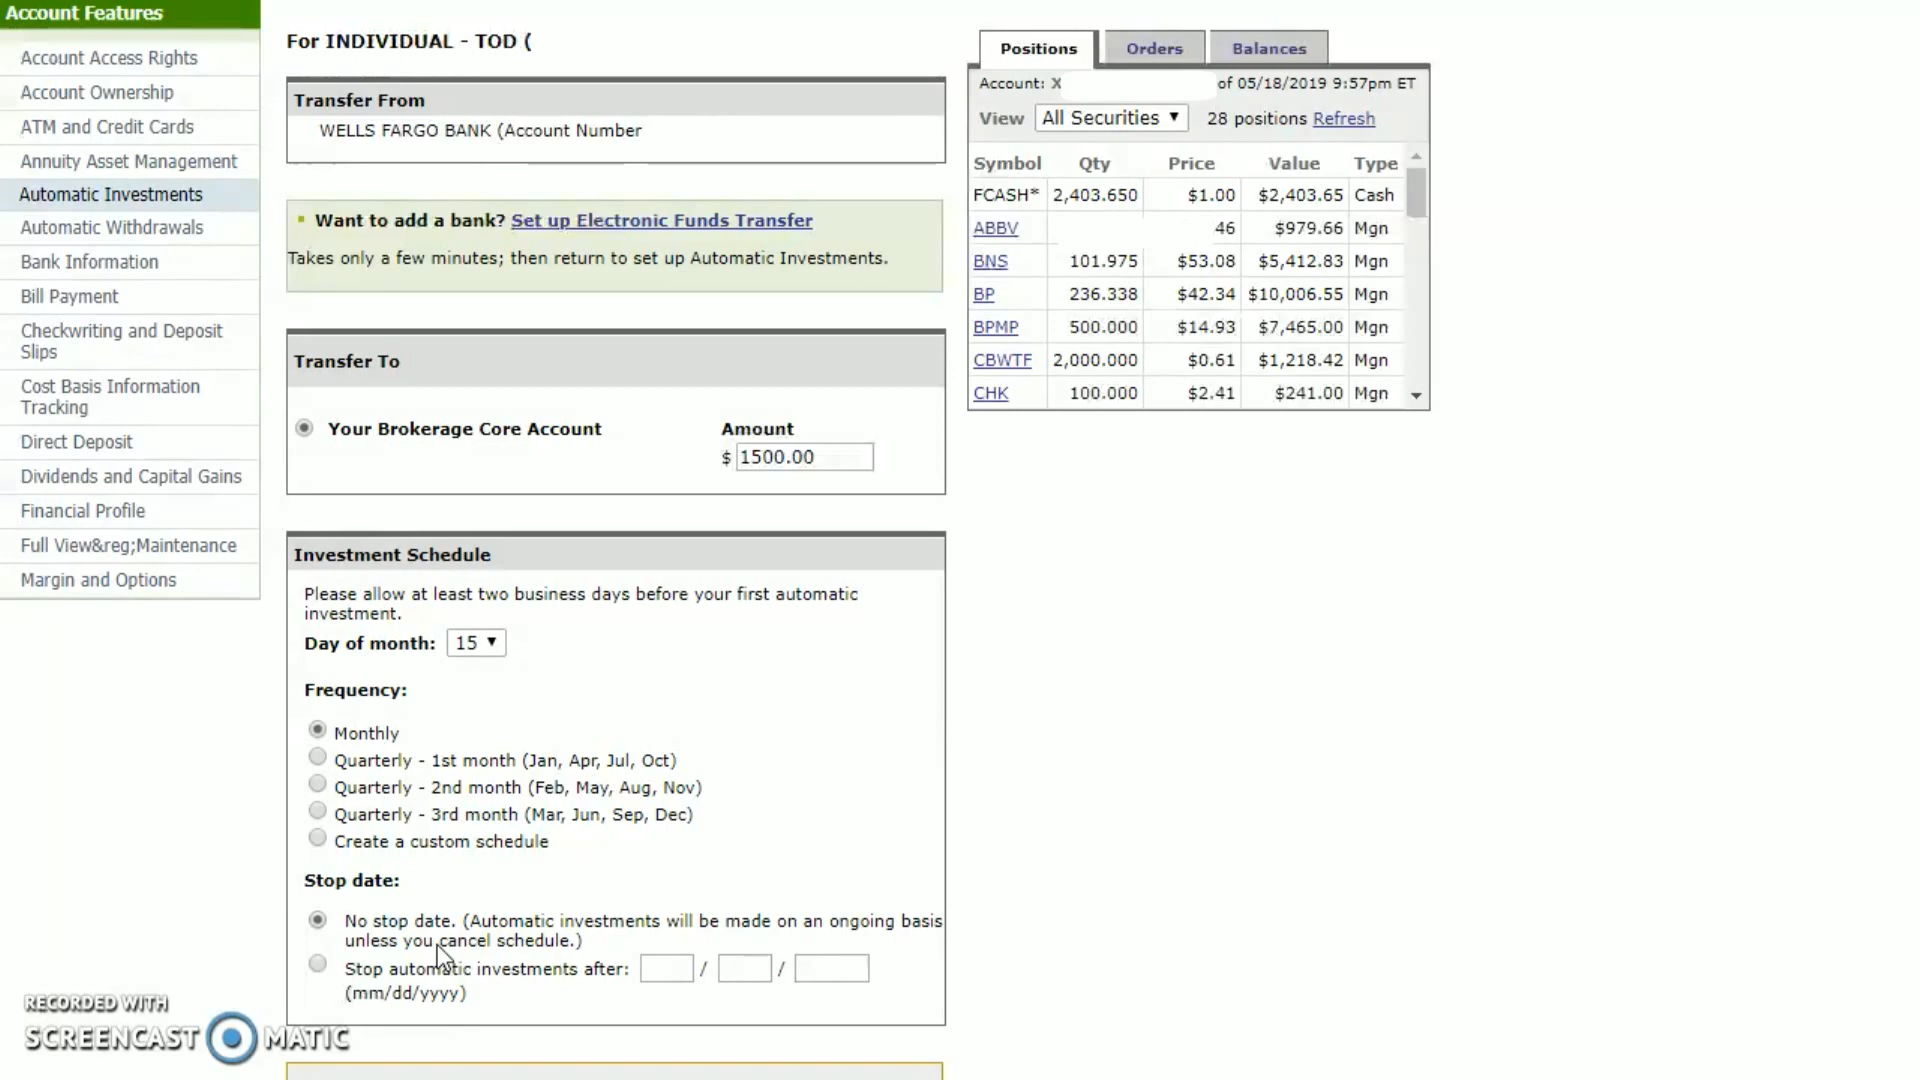 Account Features
Account Access Rights
Account Ownership
ATM and Credit Cards
Annuity Asset Management
Automatic Investments
Automatic Withdrawals
Bank Information
Bill Payment
Checkwriting and Deposit
Slips
Cost Basis Information
Tracking
Direct Deposit
Dividends and Capital Gains
Financial Profile
Full View&reg;Maintenance
Margin and Options
For INDIVIDUAL - TOD (
Transfer From
WELLS FARGO BANK (Account Number
Want to add a bank? Set up Electronic Funds Transfer
Takes only a few minutes; then return to set up Automatic Investments.
Transfer To
Your Brokerage Core Account
Amount
$ 1500.00
Investment Schedule
Please allow at least two business days before your first automatic
investment.
Day of month: 15
Frequency:
Monthly
Quarterly - 1st month (Jan, Apr, Jul, Oct)
Quarterly - 2nd month (Feb, May, Aug, Nov)
Quarterly - 3rd month (Mar, Jun, Sep, Dec)
Create a custom schedule
Stop date:
No stop date. (Automatic investments will be made on an ongoing basis
unless you cancel schedule.)
Stop automatic investments after: / /
(mm/dd/yyyy)
Positions Orders Balances
Account: X of 05/18/2019 9:57pm ET
View All Securities 28 positions Refresh
Symbol Qty Price Value Type
FCASH* 2,403.650 $1.00 $2,403.65 Cash
ABBV 46 $979.66 Mgn
BNS 101.975 $53.08 $5,412.83 Mgn
BP 236.338 $42.34 $10,006.55 Mgn
BPMP 500.000 $14.93 $7,465.00 Mgn
CBWTF 2,000.000 $0.61 $1,218.42 Mgn
CHK 100.000 $2.41 $241.00 Mgn
RECORDED WITH
SCREENCAST MATIC